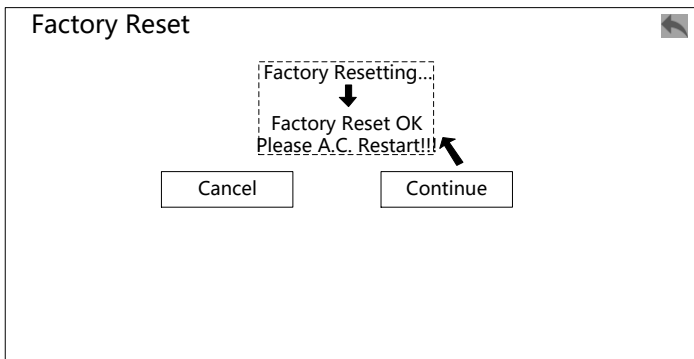 Factory Reset
Factory Resetting...
Factory Reset OK
Please A.C. Restart!!!
Cancel
Continue